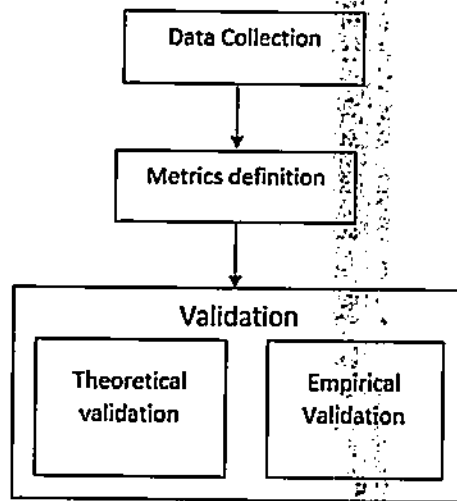 Data Collection
Metrics definition
Validation
Theoretical
validation
Empirical
Validation